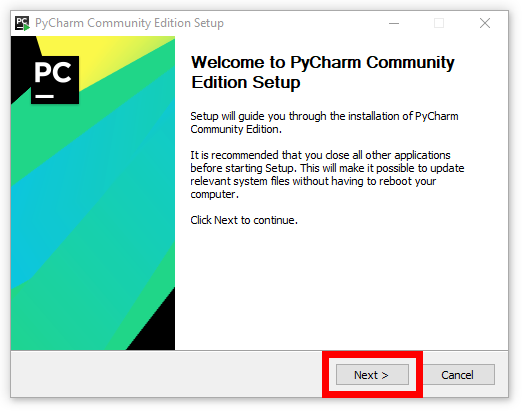 PyCharm Community Edition Setup
PC
Welcome to PyCharm Community
Edition Setup
Setup will guide you through the installation of PyCharm
Community Edition.
It is recommended that you close all other applications
before starting Setup. This will make it possible to update
relevant system files without having to reboot your
computer.
Click Next to continue.
Next >
Cancel